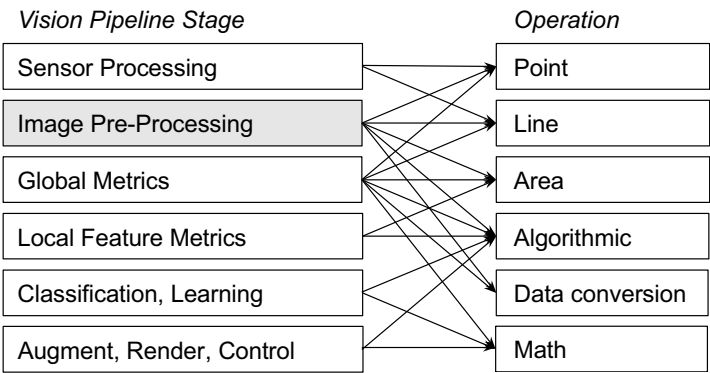 Vision Pipeline Stage Operation
Sensor Processing Point
Image Pre-Processing Line
Global Metrics Area
Local Feature Metrics Algorithmic
Classification, Learning Data conversion
Augment, Render, Control Math